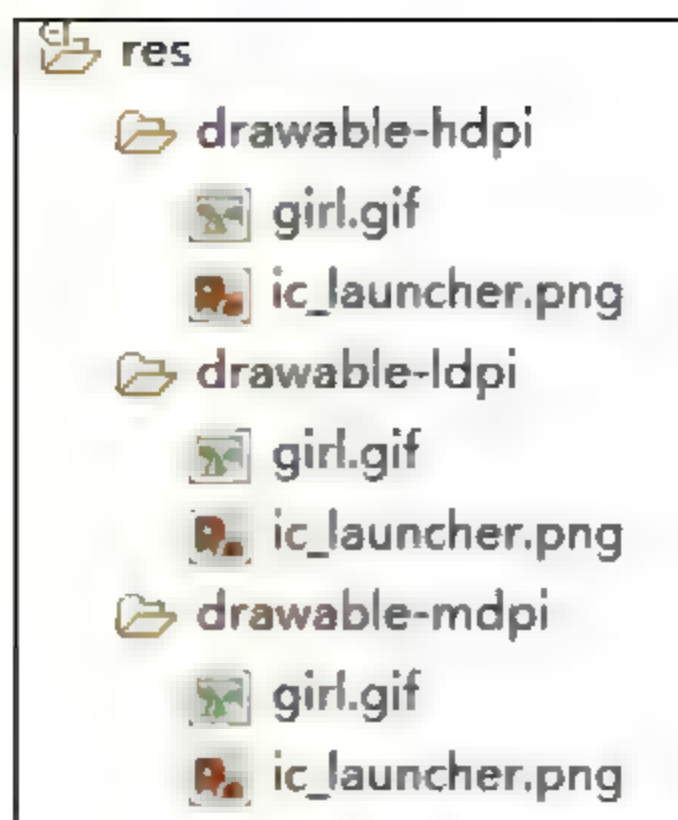 res
drawable-hdpi
girl.gif
ic_launcher.png
drawable-ldpi
girl.gif
ic_launcher.png
drawable-mdpi
girl.gif
ic_launcher.png